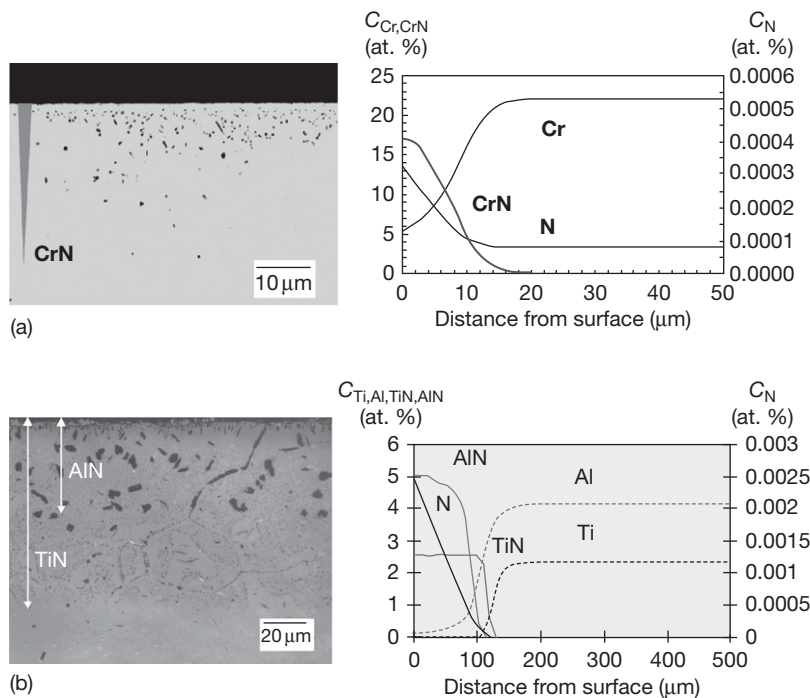 C_Cr,CrN
(at. %)
C_N
(at. %)
25
20
15
10
5
0
0.0006
0.0005
0.0004
0.0003
0.0002
0.0001
0.0000
Cr
CrN
N
0 10 20 30 40 50
Distance from surface (μm)
CrN
10 μm
(a)
C_Ti,Al,TiN,AlN
(at. %)
C_N
(at. %)
6
5
4
3
2
1
0
0.003
0.0025
0.002
0.0015
0.001
0.0005
0
AlN
N
Al
TiN
Ti
0 100 200 300 400 500
Distance from surface (μm)
AlN
TiN
20 μm
(b)